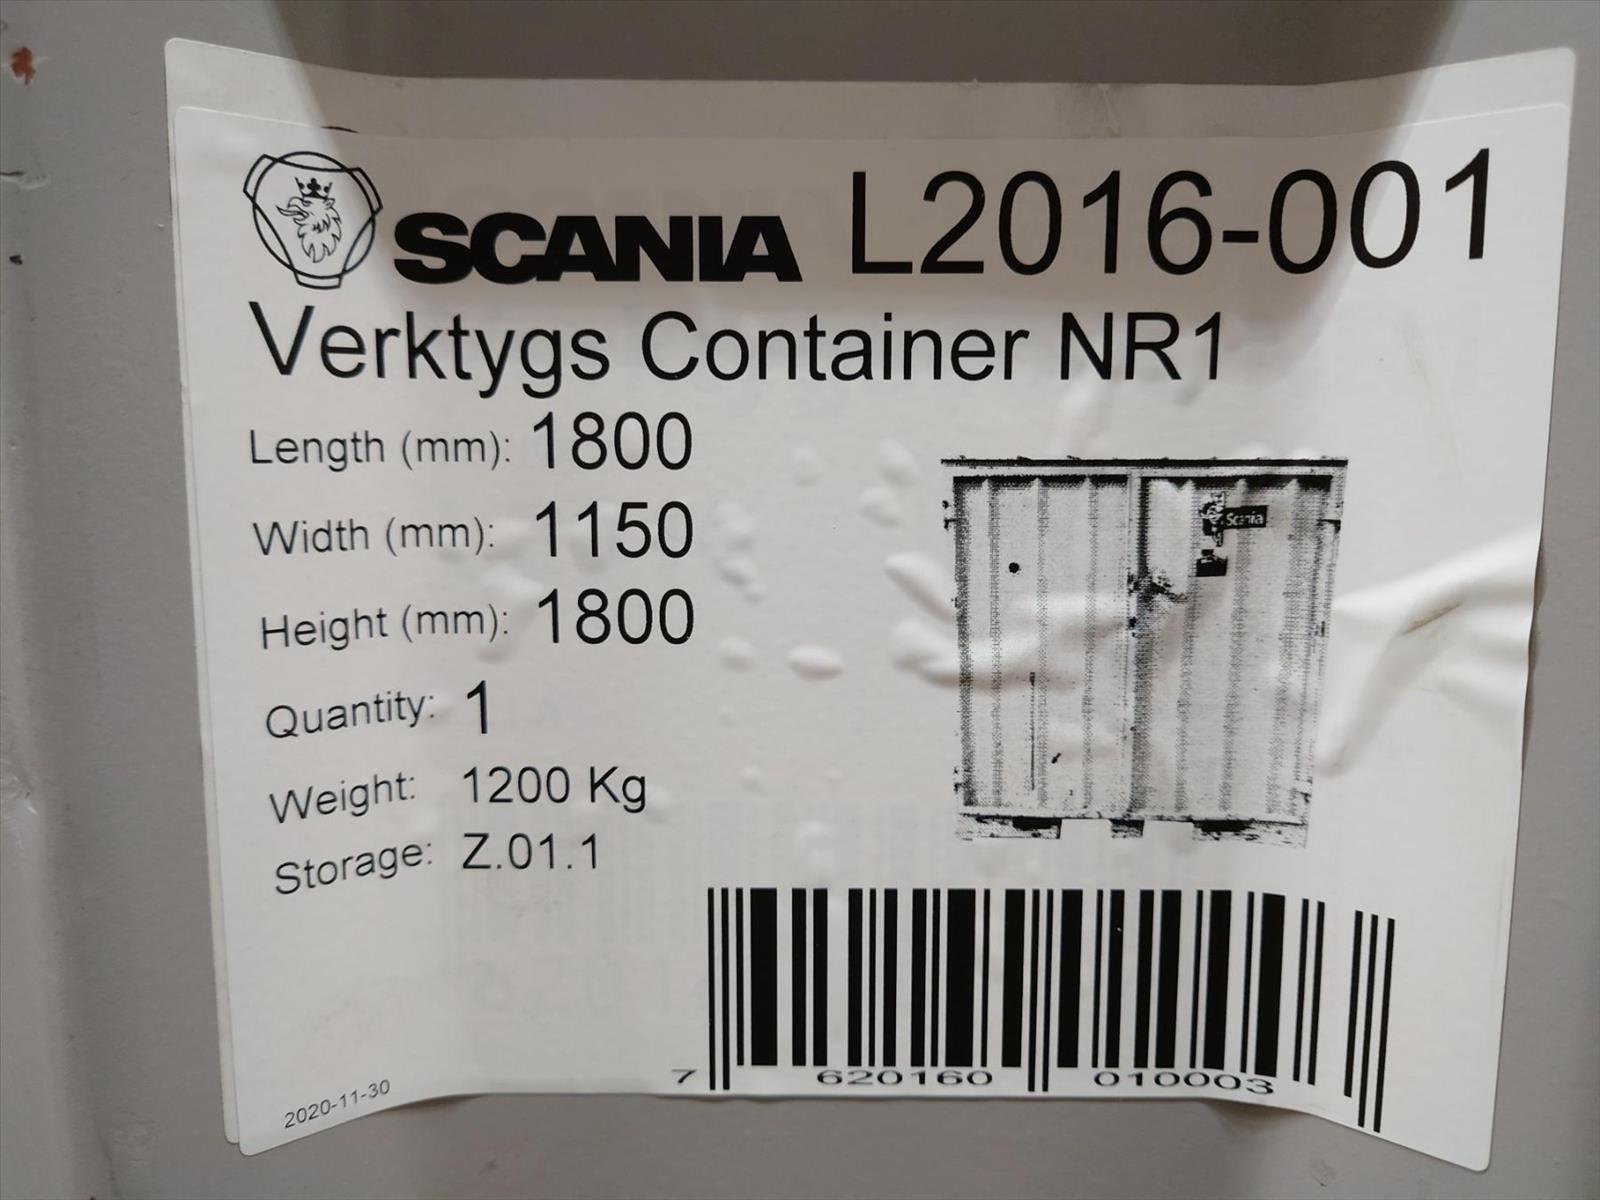 SCANIA L2016-001
Verktygs Container NR1
Length (mm): 1800
Width (mm): 1150
Height (mm): 1800
Quantity: 1
Weight: 1200 Kg
Storage: Z.01.1
Scania
7 620160 010003
2020-11-30